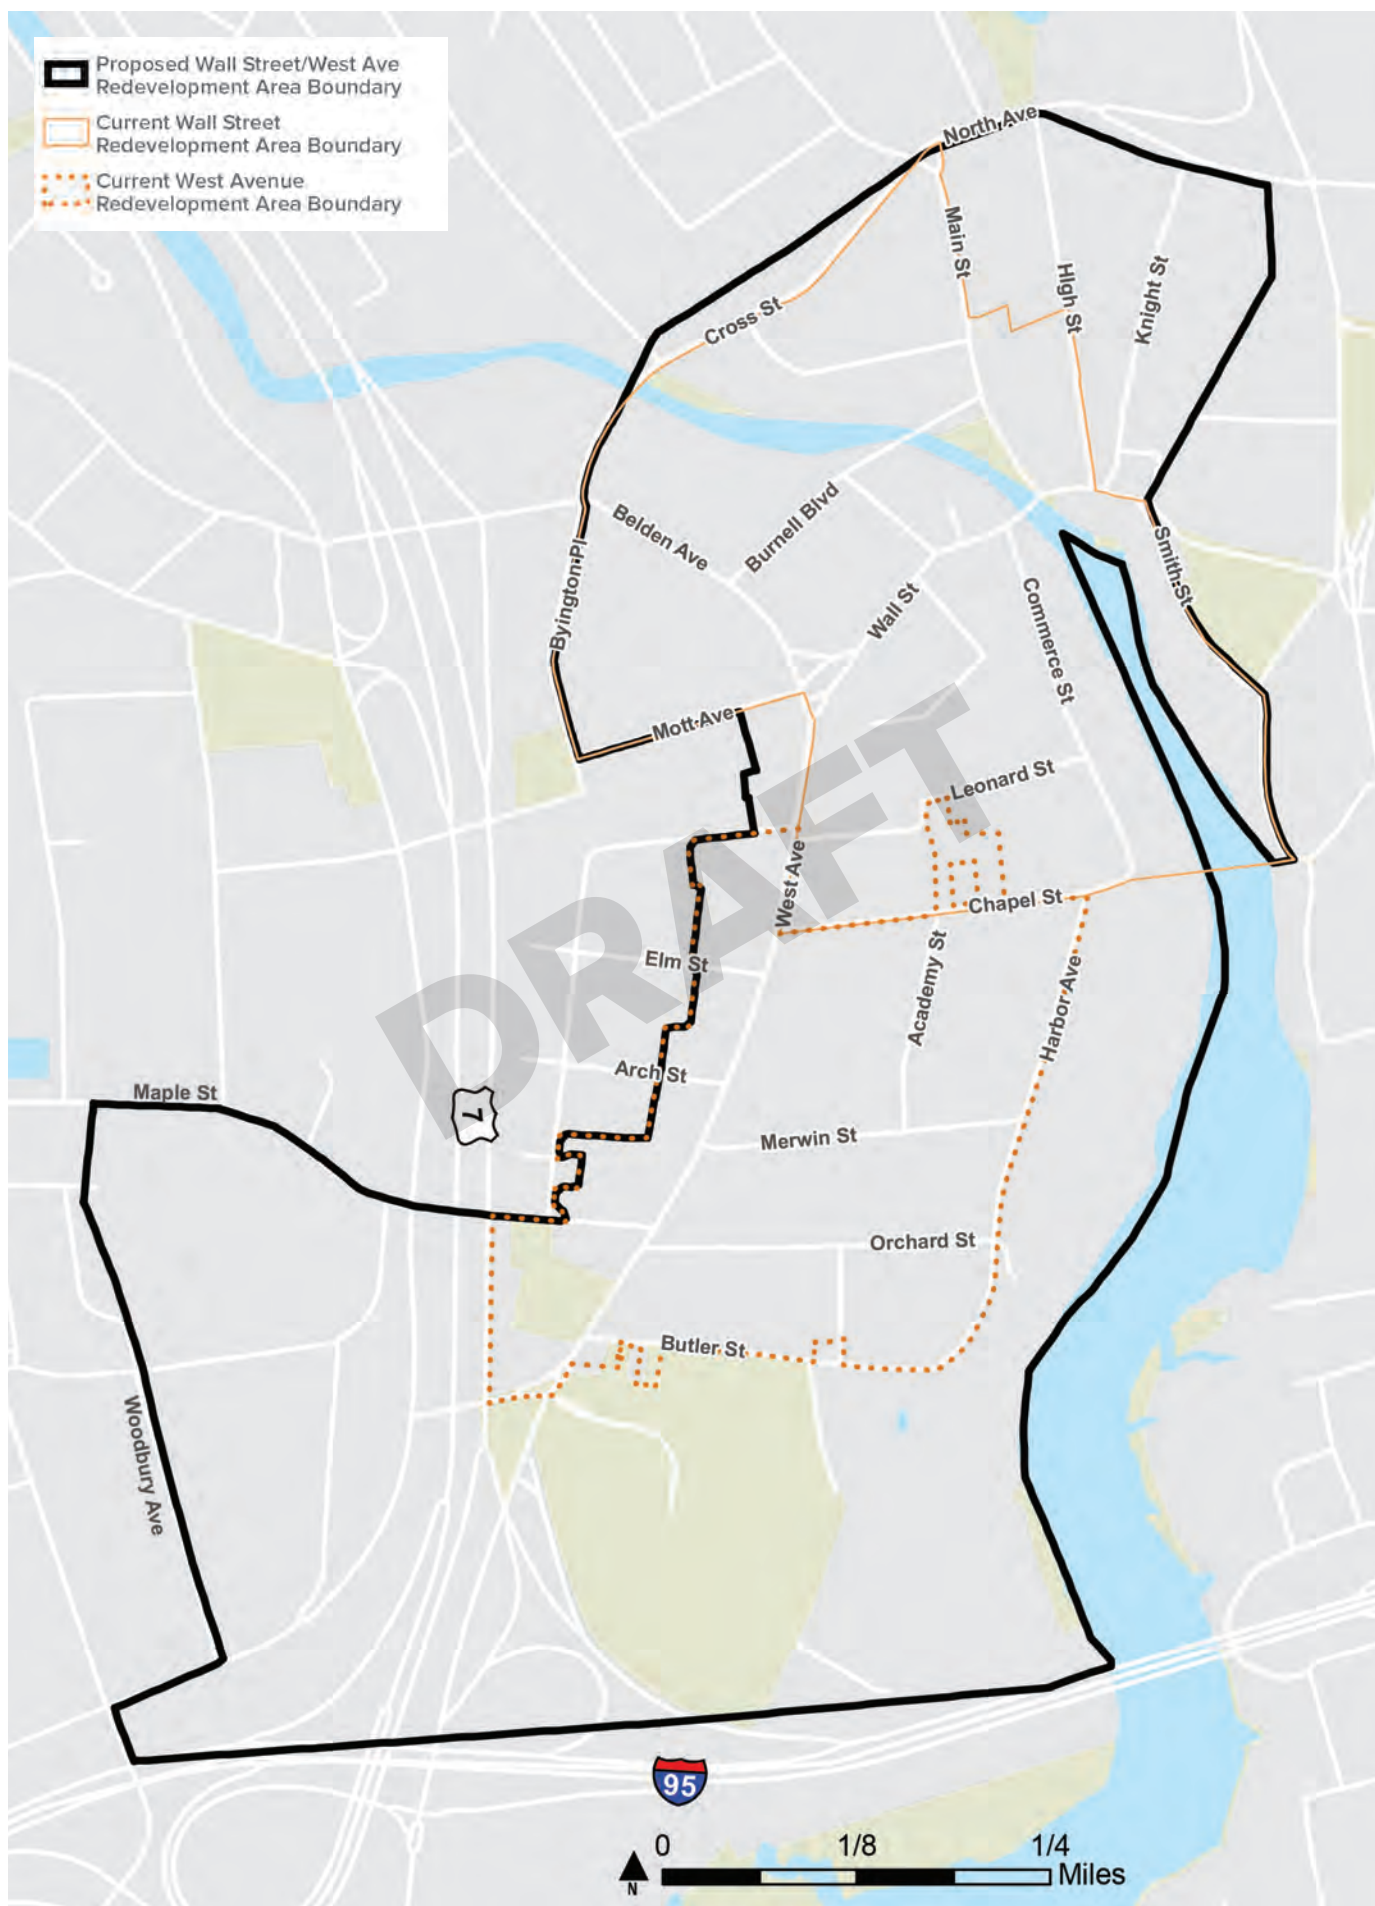 Proposed Wall Street/West Ave
Redevelopment Area Boundary
Current Wall Street
Redevelopment Area Boundary
Current West Avenue
Redevelopment Area Boundary
North Ave
Main St
HIgh St
Knight St
Cross St
Belden Ave
Burnell Blvd
Smith St
Byington Pl
Wall St
Commerce St
Mott Ave
Leonard St
West Ave
Chapel St
Elm St
Academy St
Harbor Ave
Arch St
Maple St
7
Merwin St
Orchard St
Butler St
Woodbury Ave
DRAFT
95
0 1/8 1/4
Miles
N